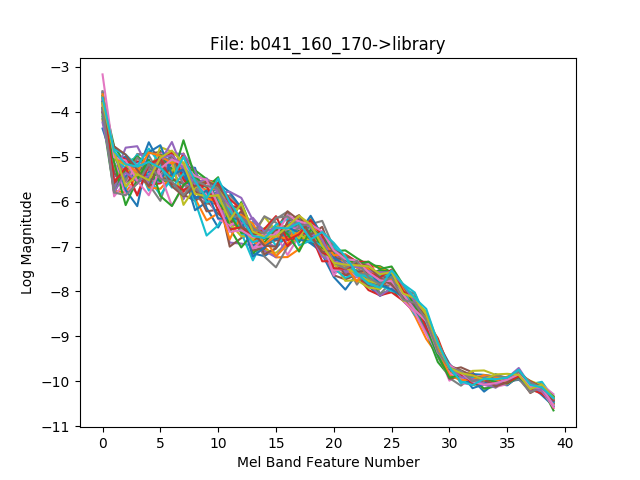 File: b041_160_170->library
−3
−4
−5
−6
−7
−8
−9
−10
−11
Log Magnitude
0 5 10 15 20 25 30 35 40
Mel Band Feature Number